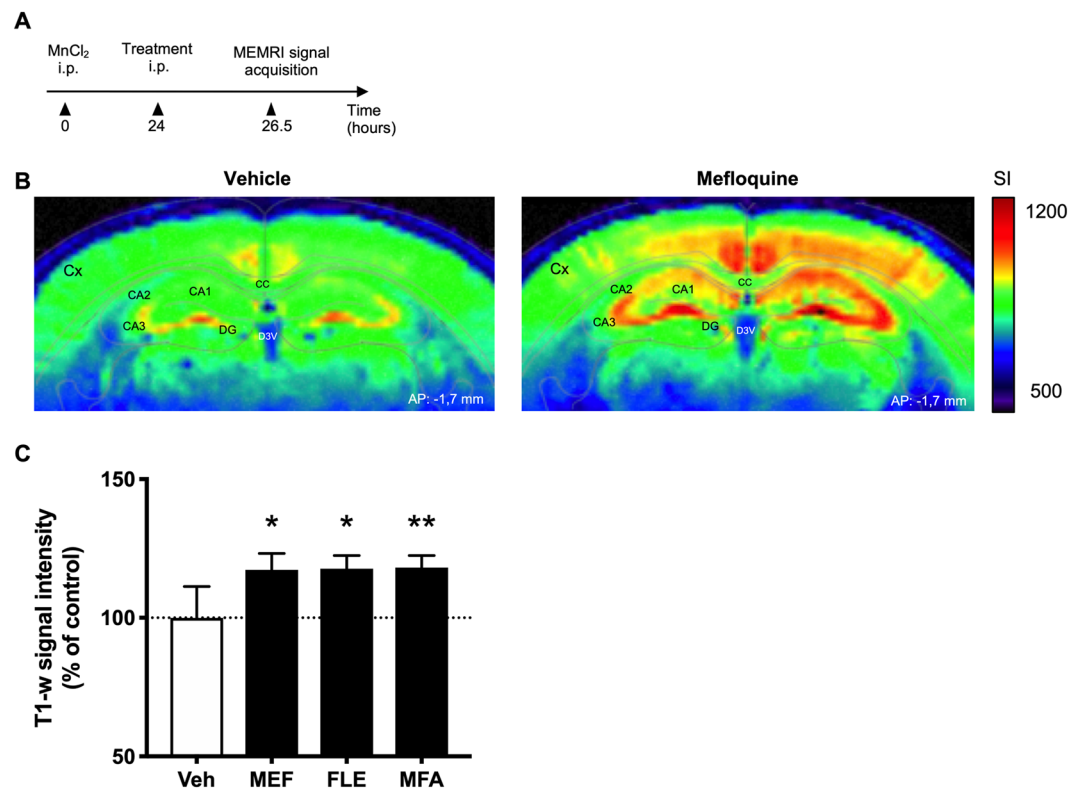 A
MnCl2
i.p.
Treatment
i.p.
MEMRI signal
acquisition
Time
(hours)
0
24
26.5
B
Vehicle
Mefloquine
SI
Cx
CA2
CA1
CC
CA3
DG
D3V
AP: -1,7 mm
Cx
CA2
CA1
CC
CA3
DG
D3V
AP: -1,7 mm
1200
500
C
T1-w signal intensity
(% of control)
150
100
50
* * **
Veh MEF FLE MFA